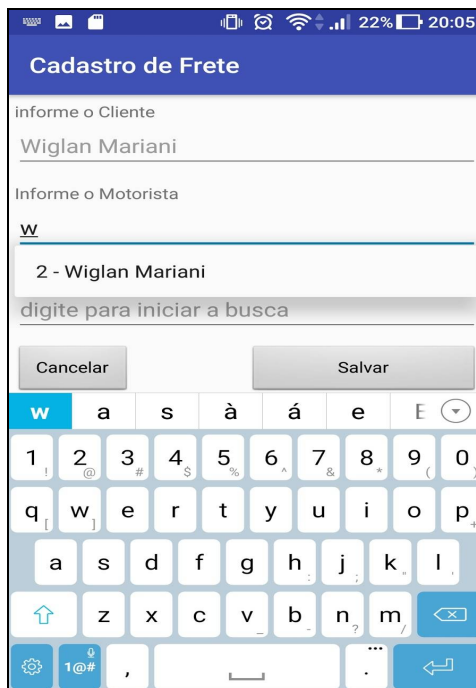 22% 20:05
Cadastro de Frete
informe o Cliente
Wiglan Mariani
Informe o Motorista
w
2 - Wiglan Mariani
digite para iniciar a busca
Cancelar Salvar
w a s à á e E
1 ! 2 @ 3 # 4 $ 5 % 6 ^ 7 & 8 * 9 ( 0 )
q [ w ] e r t y u i o p +
a s d f g h : j ; k " l '
z x c v _ b - n ? m /
1@# , . ...